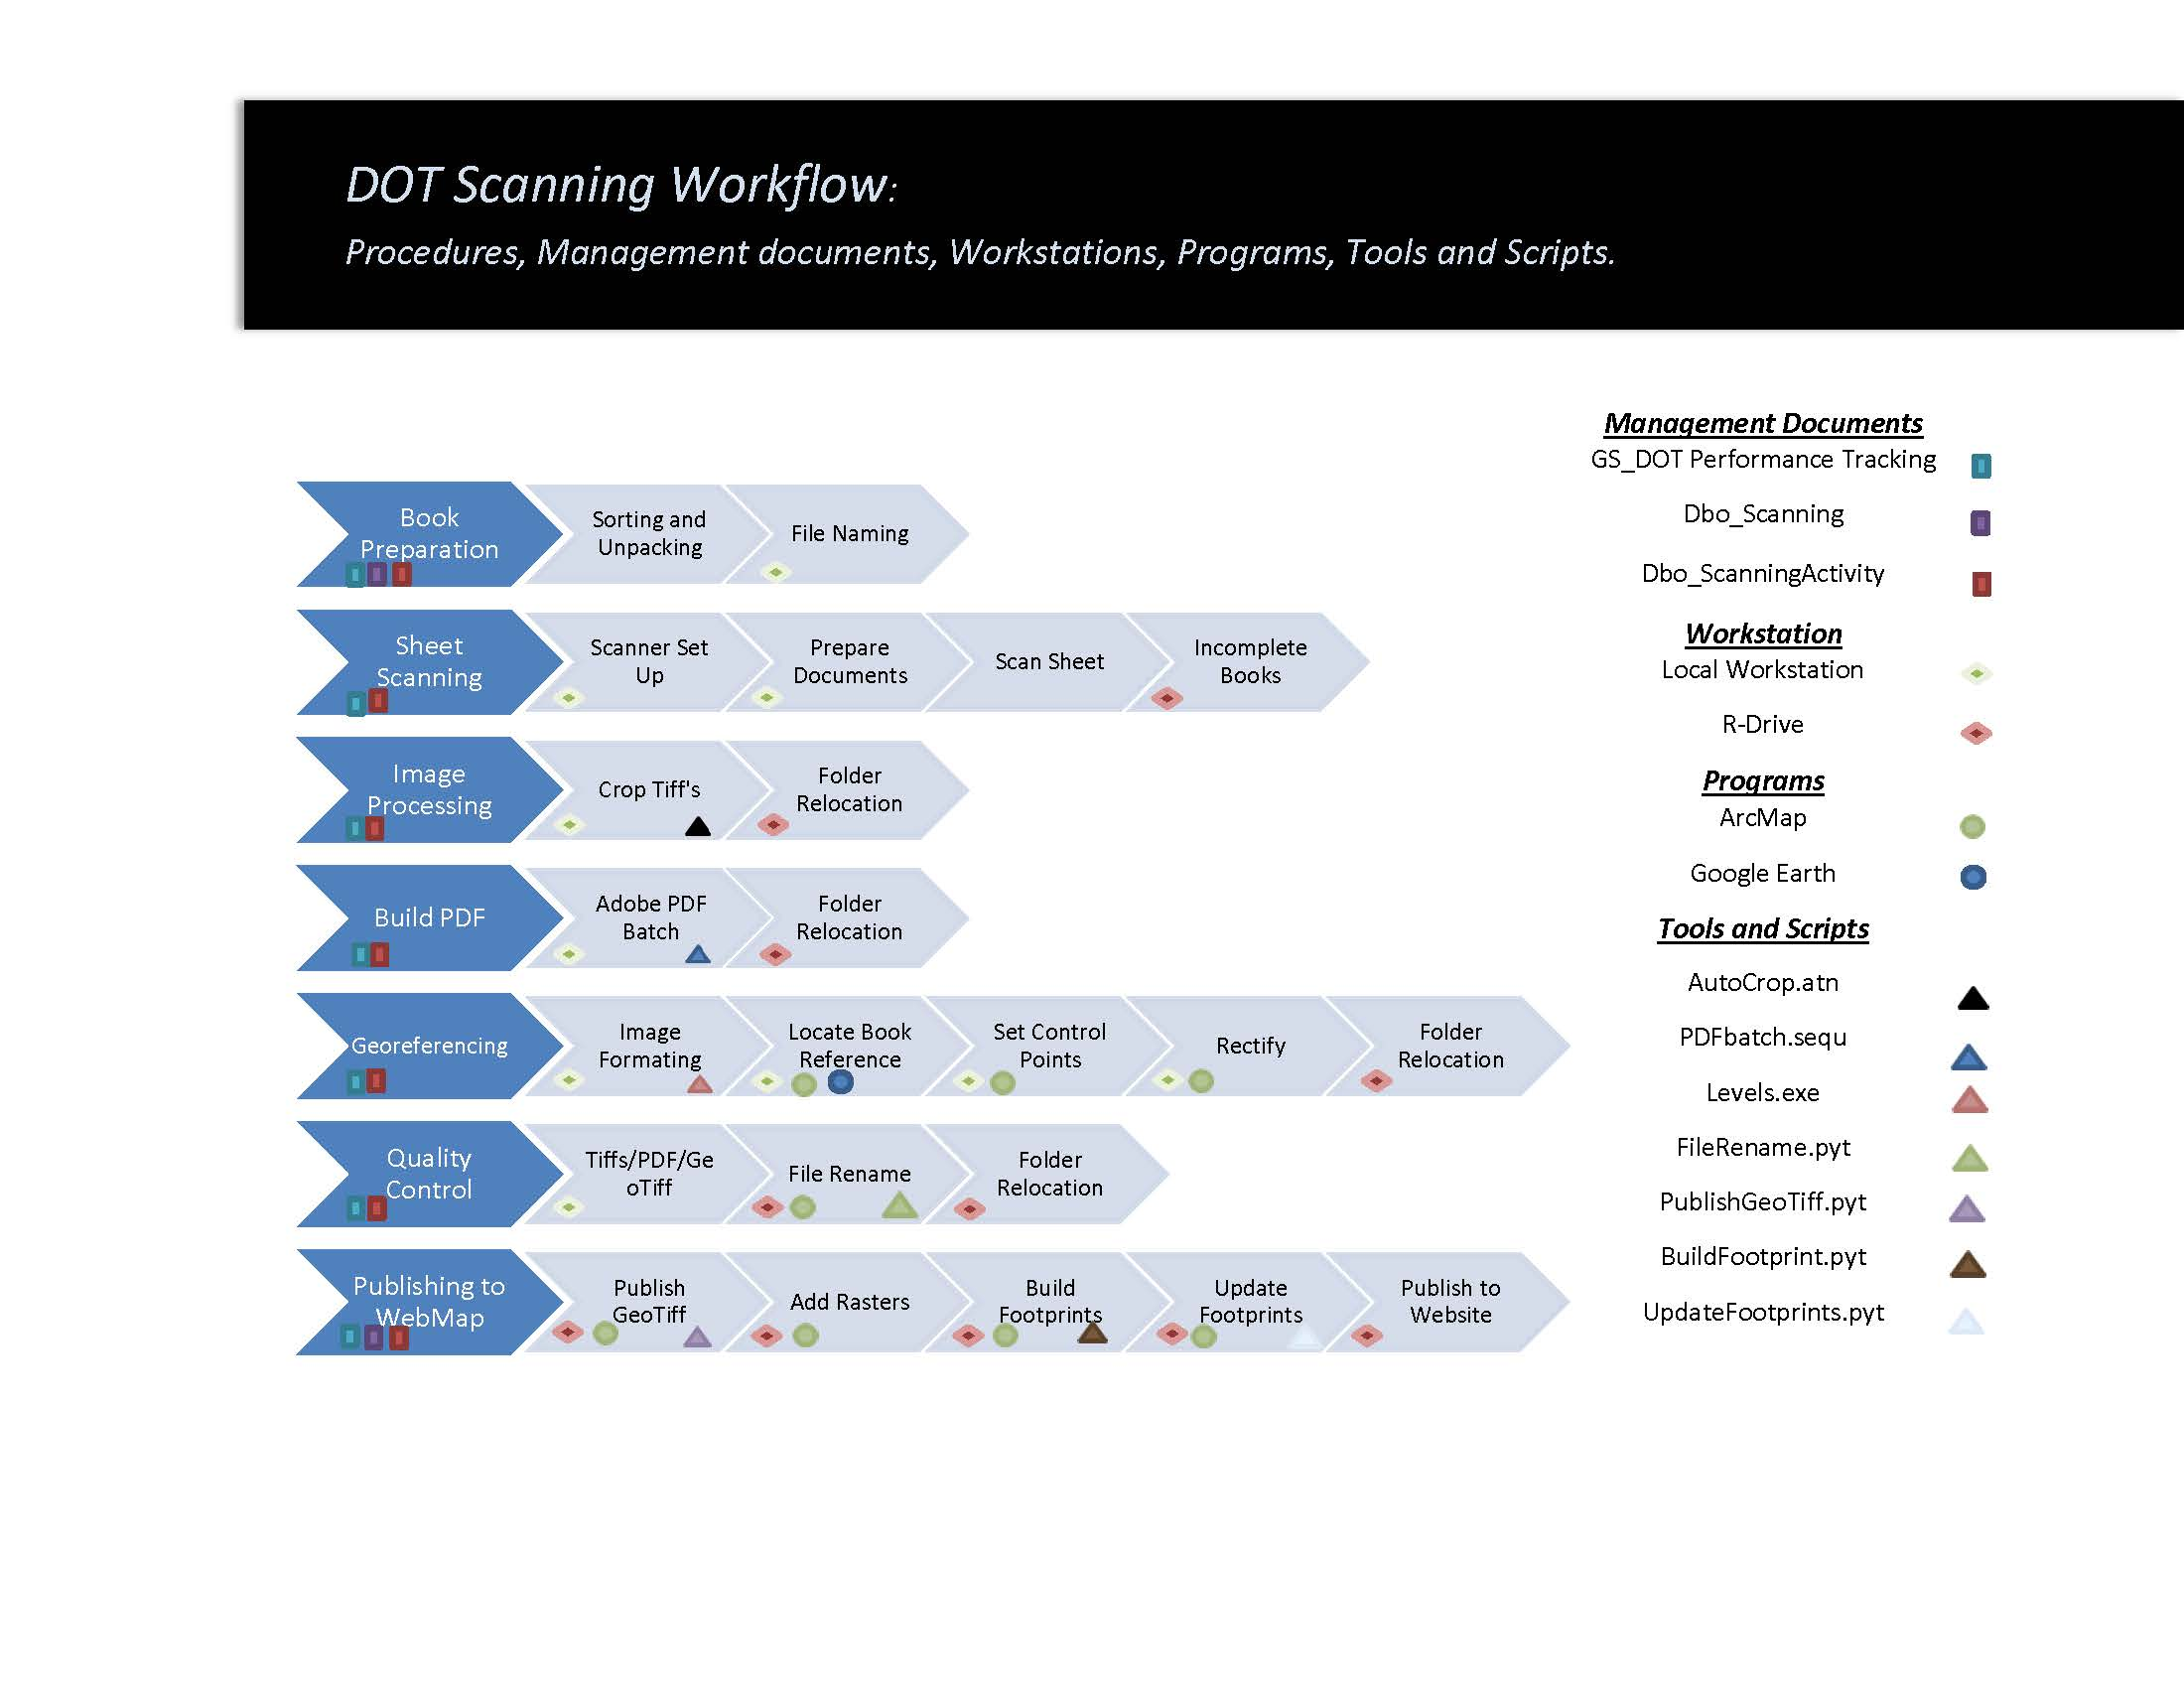 DOT Scanning Workflow:
Procedures, Management documents, Workstations, Programs, Tools and Scripts.
Book
Preparation
Sorting and
Unpacking
File Naming
Sheet
Scanning
Scanner Set
Up
Prepare
Documents
Scan Sheet
Incomplete
Books
Image
Processing
Crop Tiff's
Folder
Relocation
Build PDF
Adobe PDF
Batch
Folder
Relocation
Georeferencing
Image
Formating
Locate Book
Reference
Set Control
Points
Rectify
Folder
Relocation
Quality
Control
Tiffs/PDF/Ge
oTiff
File Rename
Folder
Relocation
Publishing to
WebMap
Publish
GeoTiff
Add Rasters
Build
Footprints
Update
Footprints
Publish to
Website
Management Documents
GS_DOT Performance Tracking
Dbo_Scanning
Dbo_ScanningActivity
Workstation
Local Workstation
R-Drive
Programs
ArcMap
Google Earth
Tools and Scripts
AutoCrop.atn
PDFbatch.sequ
Levels.exe
FileRename.pyt
PublishGeoTiff.pyt
BuildFootprint.pyt
UpdateFootprints.pyt